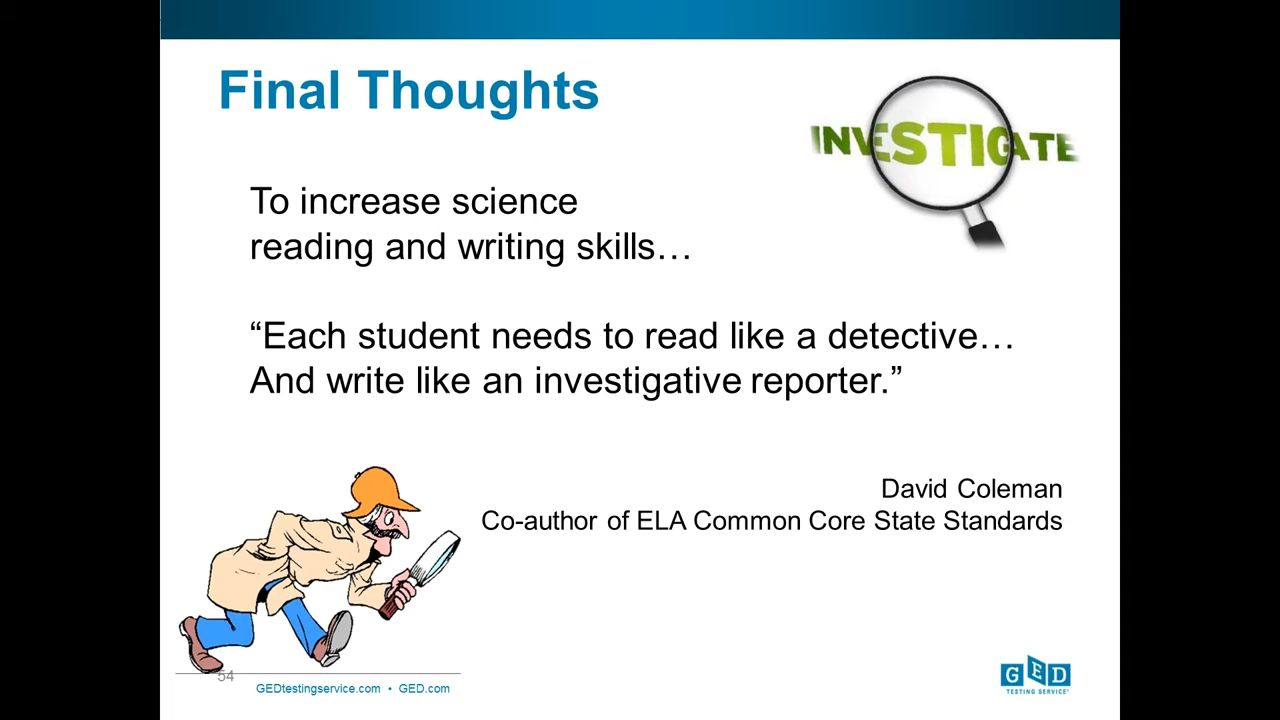 Final Thoughts
INVESTIGATE
To increase science
reading and writing skills…
“Each student needs to read like a detective…
And write like an investigative reporter.”
David Coleman
Co-author of ELA Common Core State Standards
54
GEDtestingservice.com • GED.com
GED
TESTING SERVICE®